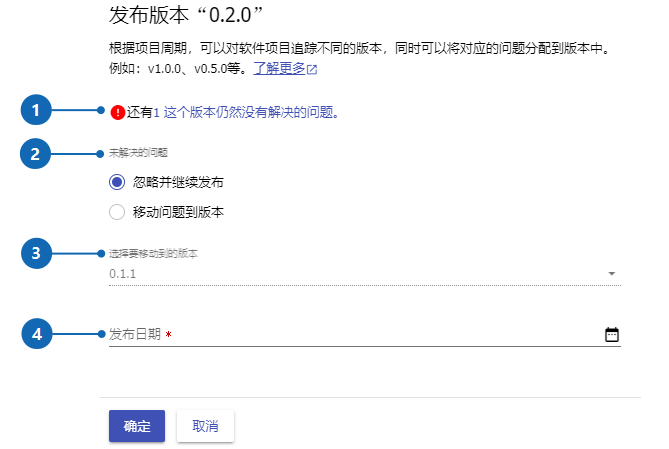 发布版本“0.2.0”
根据项目周期，可以对软件项目追踪不同的版本，同时可以将对应的问题分配到版本中。
例如：v1.0.0、v0.5.0等。了解更多
1 还有1 这个版本仍然没有解决的问题。
2 未解决的问题
忽略并继续发布
移动问题到版本
3 选择要移动到的版本
0.1.1
4 发布日期 *
确定 取消